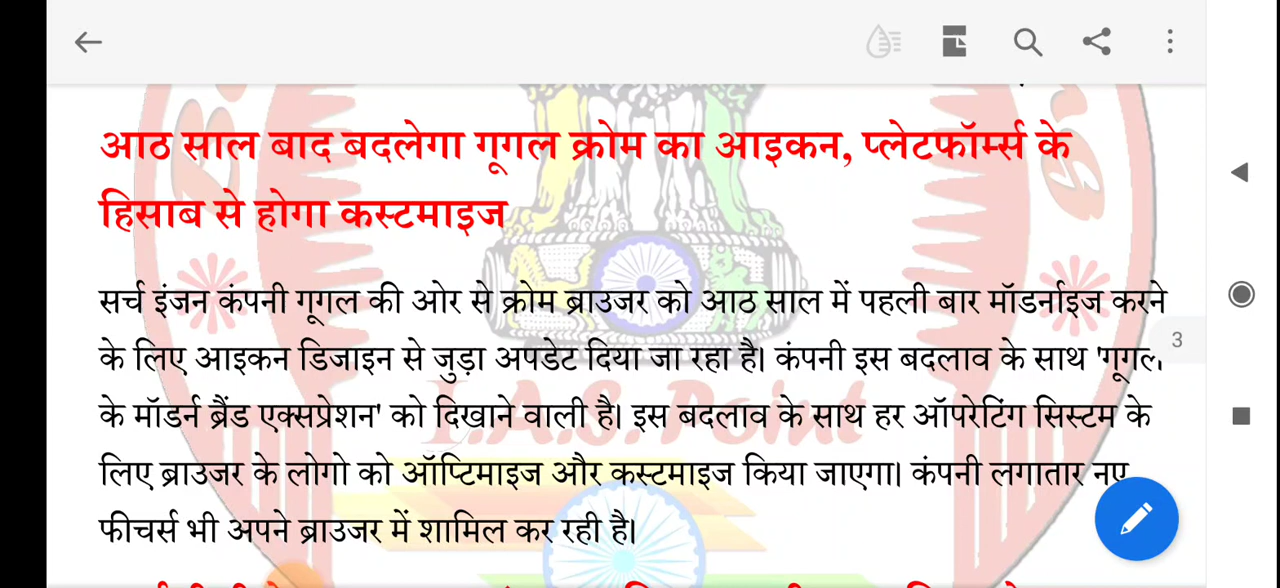 आठ साल बाद बदलेगा गूगल क्रोम का आइकन, प्लेटफॉर्म्स के
हिसाब से होगा कस्टमाइज
सर्च इंजन कंपनी गूगल की ओर से क्रोम ब्राउजर को आठ साल में पहली बार मॉडर्नाइज करने
3
के लिए आइकन डिजाइन से जुड़ा अपडेट दिया जा रहा है। कंपनी इस बदलाव के साथ 'गूगल
के मॉडर्न ब्रैंड एक्सप्रेशन' को दिखाने वाली है। इस बदलाव के साथ हर ऑपरेटिंग सिस्टम के
I.A.S. Point
लिए ब्राउजर के लोगो को ऑप्टिमाइज और कस्टमाइज किया जाएगा। कंपनी लगातार नए
फीचर्स भी अपने ब्राउजर में शामिल कर रही है।